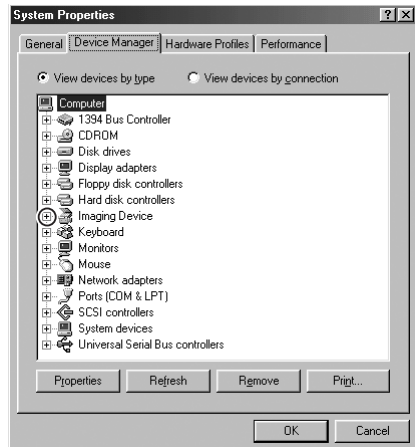 System Properties
General Device Manager Hardware Profiles Performance
View devices by type View devices by connection
Computer
1394 Bus Controller
CDROM
Disk drives
Display adapters
Floppy disk controllers
Hard disk controllers
Imaging Device
Keyboard
Monitors
Mouse
Network adapters
Ports (COM & LPT)
SCSI controllers
System devices
Universal Serial Bus controllers
Properties Refresh Remove Print...
OK Cancel